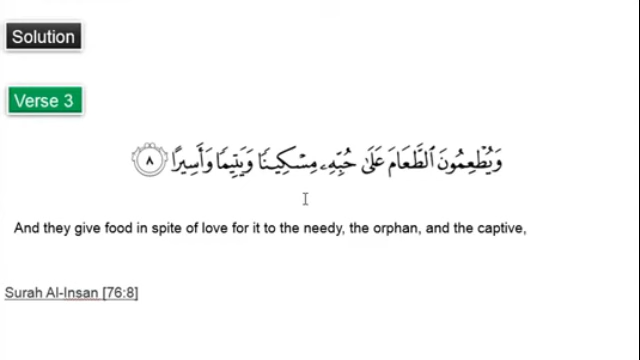 Solution
Verse 3
وَيُطْعِمُونَ ٱلطَّعَامَ عَلَىٰ حُبِّهِۦ مِسْكِينًا وَيَتِيمًا وَأَسِيرًا ٨
And they give food in spite of love for it to the needy, the orphan, and the captive,
Surah Al-Insan [76:8]